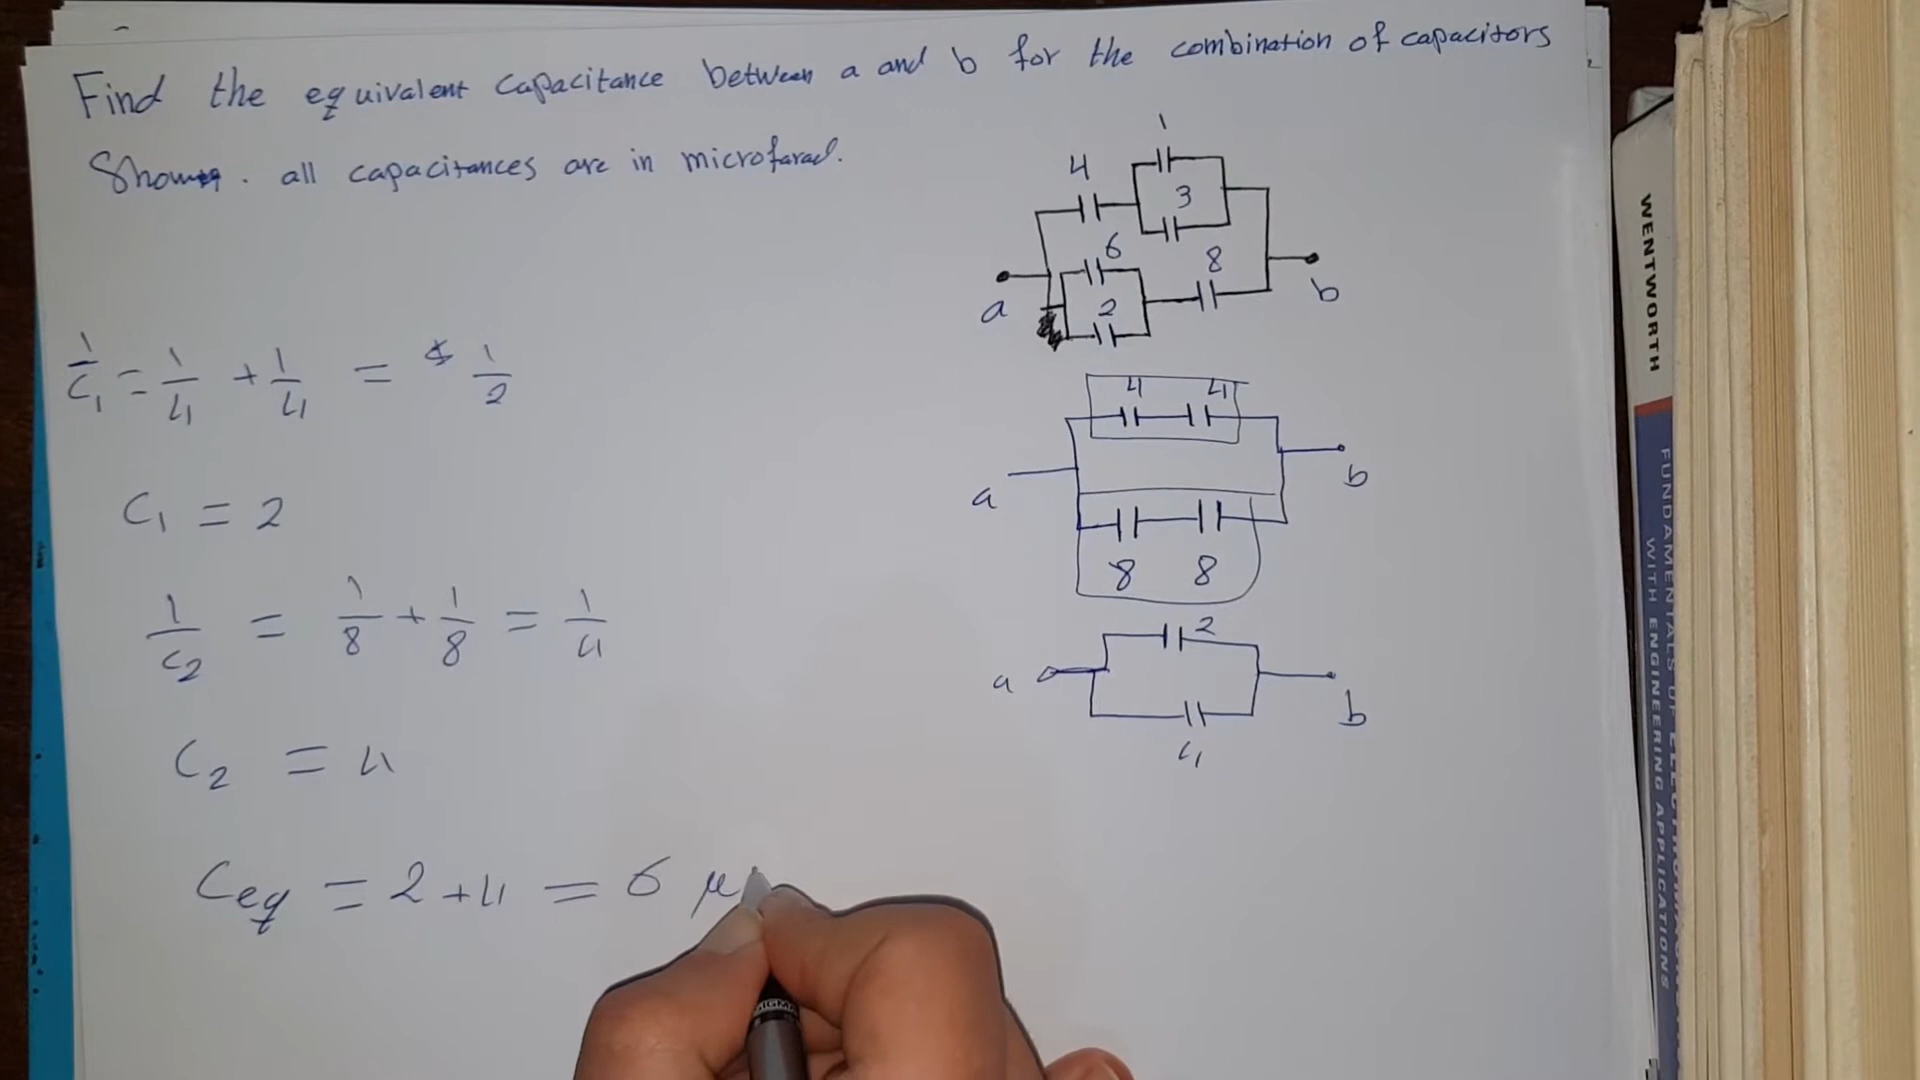 Find the equivalent capacitance between a and b for the combination of capacitors
Shown. all capacitances are in microfarad.
1
4
3
6
8
a
2
b
1/C1 = 1/4 + 1/4 = 1/2
4 4
a
b
C1 = 2
8 8
1/C2 = 1/8 + 1/8 = 1/4
2
a
b
4
C2 = 4
Ceq = 2 + 4 = 6 μ
SIGMA
WENTWORTH
FUNDAMENTALS OF ELECTROMAGNETICS
WITH ENGINEERING APPLICATIONS